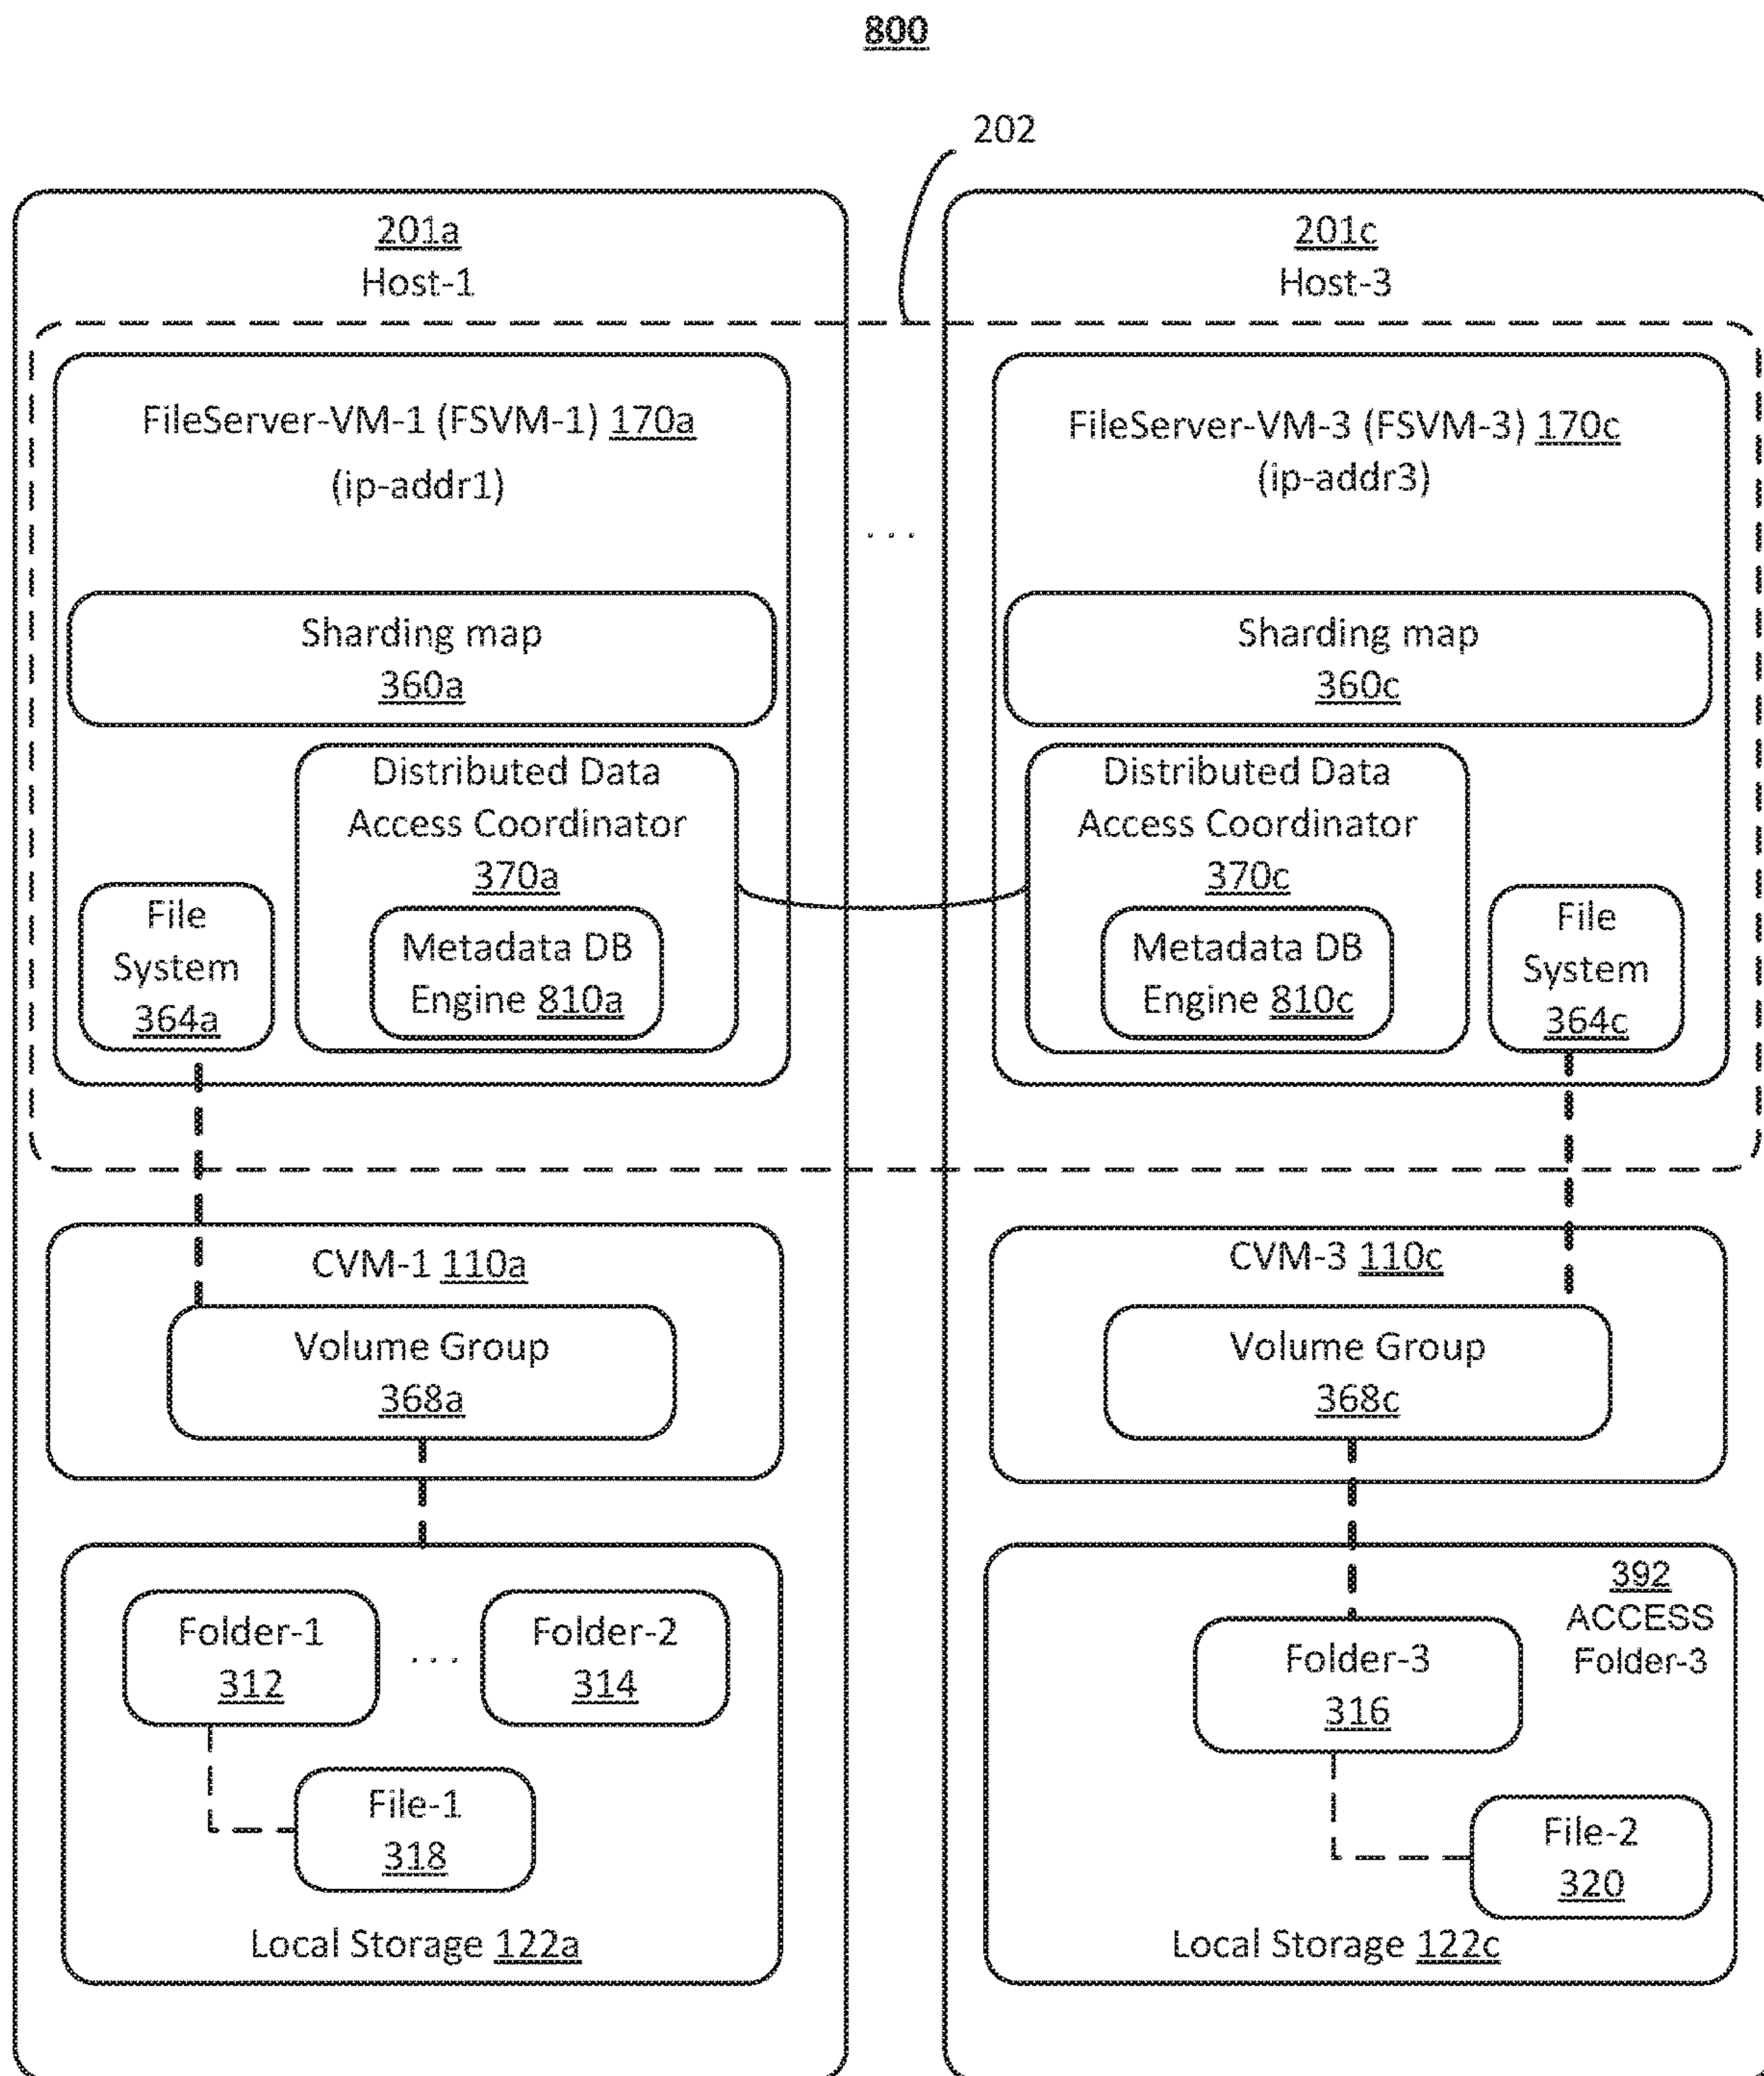 800
202
201a
Host-1
FileServer-VM-1 (FSVM-1) 170a
(ip-addr1)
Sharding map
360a
Distributed Data
Access Coordinator
370a
Metadata DB
Engine 810a
File
System
364a
CVM-1 110a
Volume Group
368a
Folder-1
312
...
Folder-2
314
File-1
318
Local Storage 122a
...
201c
Host-3
FileServer-VM-3 (FSVM-3) 170c
(ip-addr3)
Sharding map
360c
Distributed Data
Access Coordinator
370c
Metadata DB
Engine 810c
File
System
364c
CVM-3 110c
Volume Group
368c
392
ACCESS
Folder-3
Folder-3
316
File-2
320
Local Storage 122c